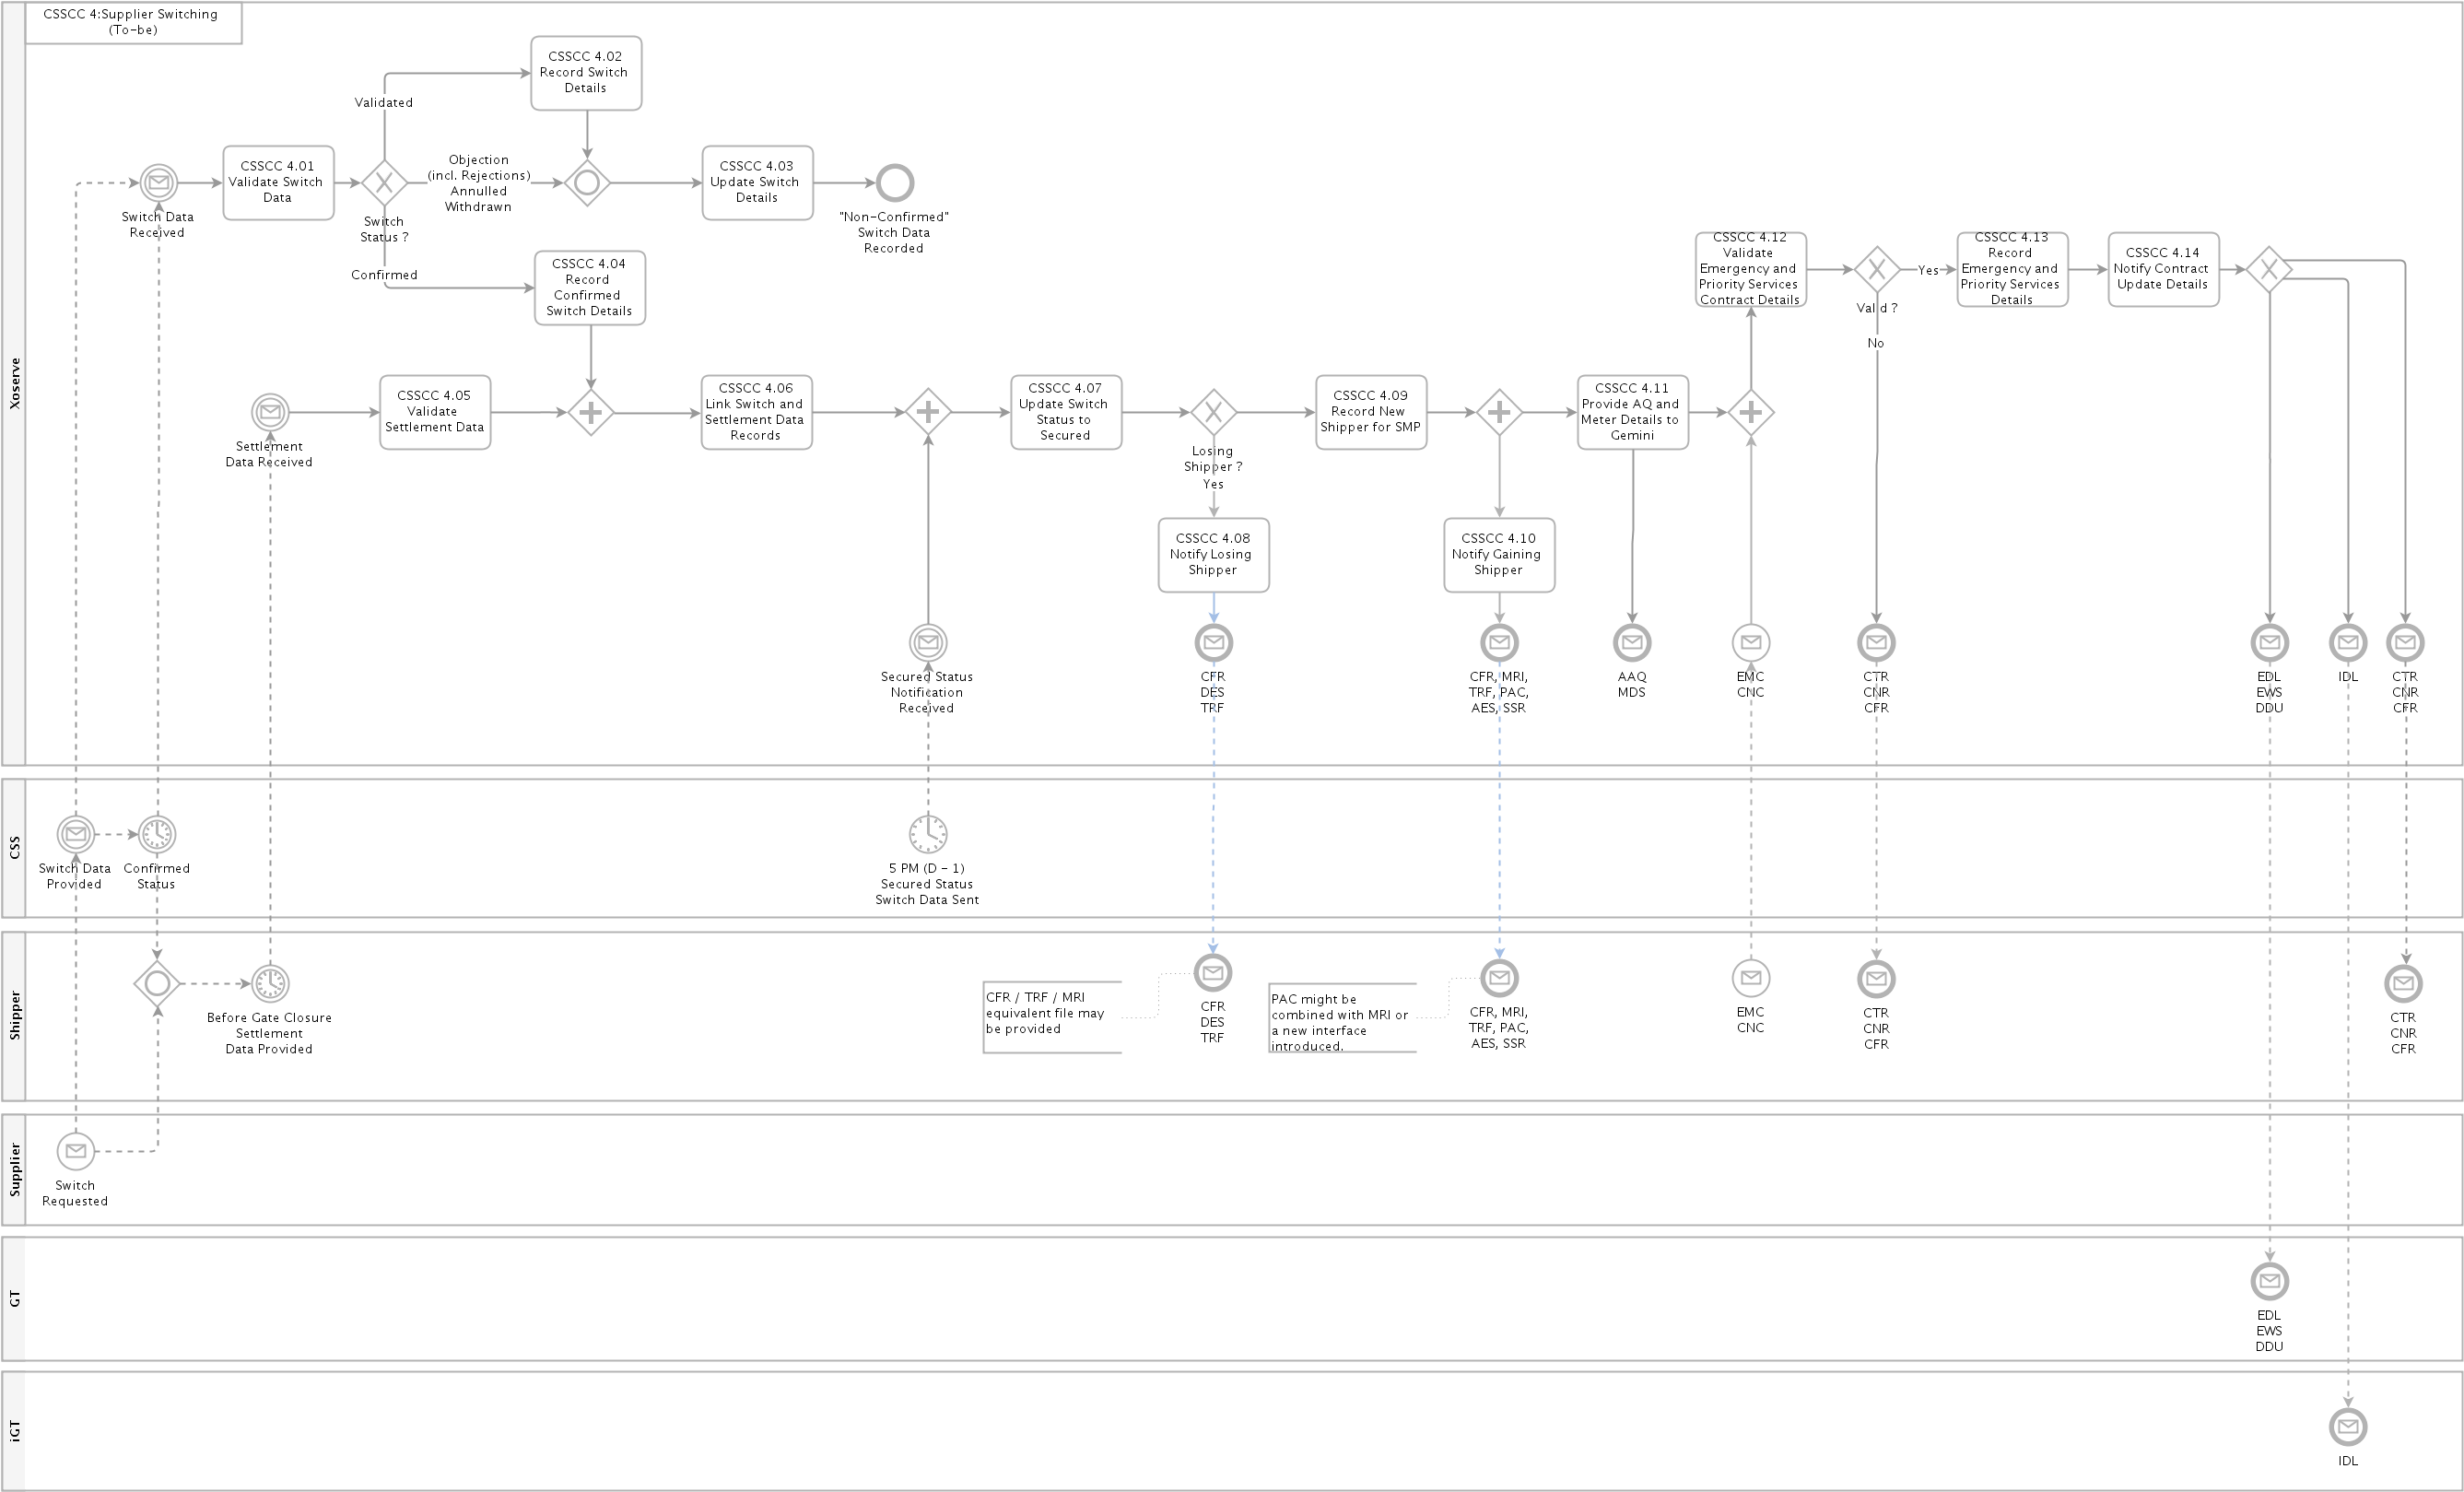 CSSCC 4:Supplier Switching
(To-be)
Xoserve
CSSCC 4.02
Record Switch
Details
Validated
CSSCC 4.01
Validate Switch
Data
Objection
(incl. Rejections)
Annulled
Withdrawn
CSSCC 4.03
Update Switch
Details
Switch Data
Received
Switch
Status ?
"Non-Confirmed"
Switch Data
Recorded
Confirmed
CSSCC 4.04
Record
Confirmed
Switch Details
CSSCC 4.12
Validate
Emergency and
Priority Services
Contract Details
Yes
Valid ?
No
CSSCC 4.13
Record
Emergency and
Priority Services
Details
CSSCC 4.14
Notify Contract
Update Details
Settlement
Data Received
CSSCC 4.05
Validate
Settlement Data
CSSCC 4.06
Link Switch and
Settlement Data
Records
CSSCC 4.07
Update Switch
Status to
Secured
Losing
Shipper ?
Yes
CSSCC 4.09
Record New
Shipper for SMP
CSSCC 4.11
Provide AQ and
Meter Details to
Gemini
CSSCC 4.08
Notify Losing
Shipper
CSSCC 4.10
Notify Gaining
Shipper
Secured Status
Notification
Received
CFR
DES
TRF
CFR, MRI,
TRF, PAC,
AES, SSR
AAQ
MDS
EMC
CNC
CTR
CNR
CFR
EDL
EWS
DDU
IDL
CTR
CNR
CFR
CSS
Switch Data
Provided
Confirmed
Status
5 PM (D - 1)
Secured Status
Switch Data Sent
Shipper
Before Gate Closure
Settlement
Data Provided
CFR / TRF / MRI
equivalent file may
be provided
CFR
DES
TRF
PAC might be
combined with MRI or
a new interface
introduced.
CFR, MRI,
TRF, PAC,
AES, SSR
EMC
CNC
CTR
CNR
CFR
CTR
CNR
CFR
Supplier
Switch
Requested
GT
EDL
EWS
DDU
iGT
IDL